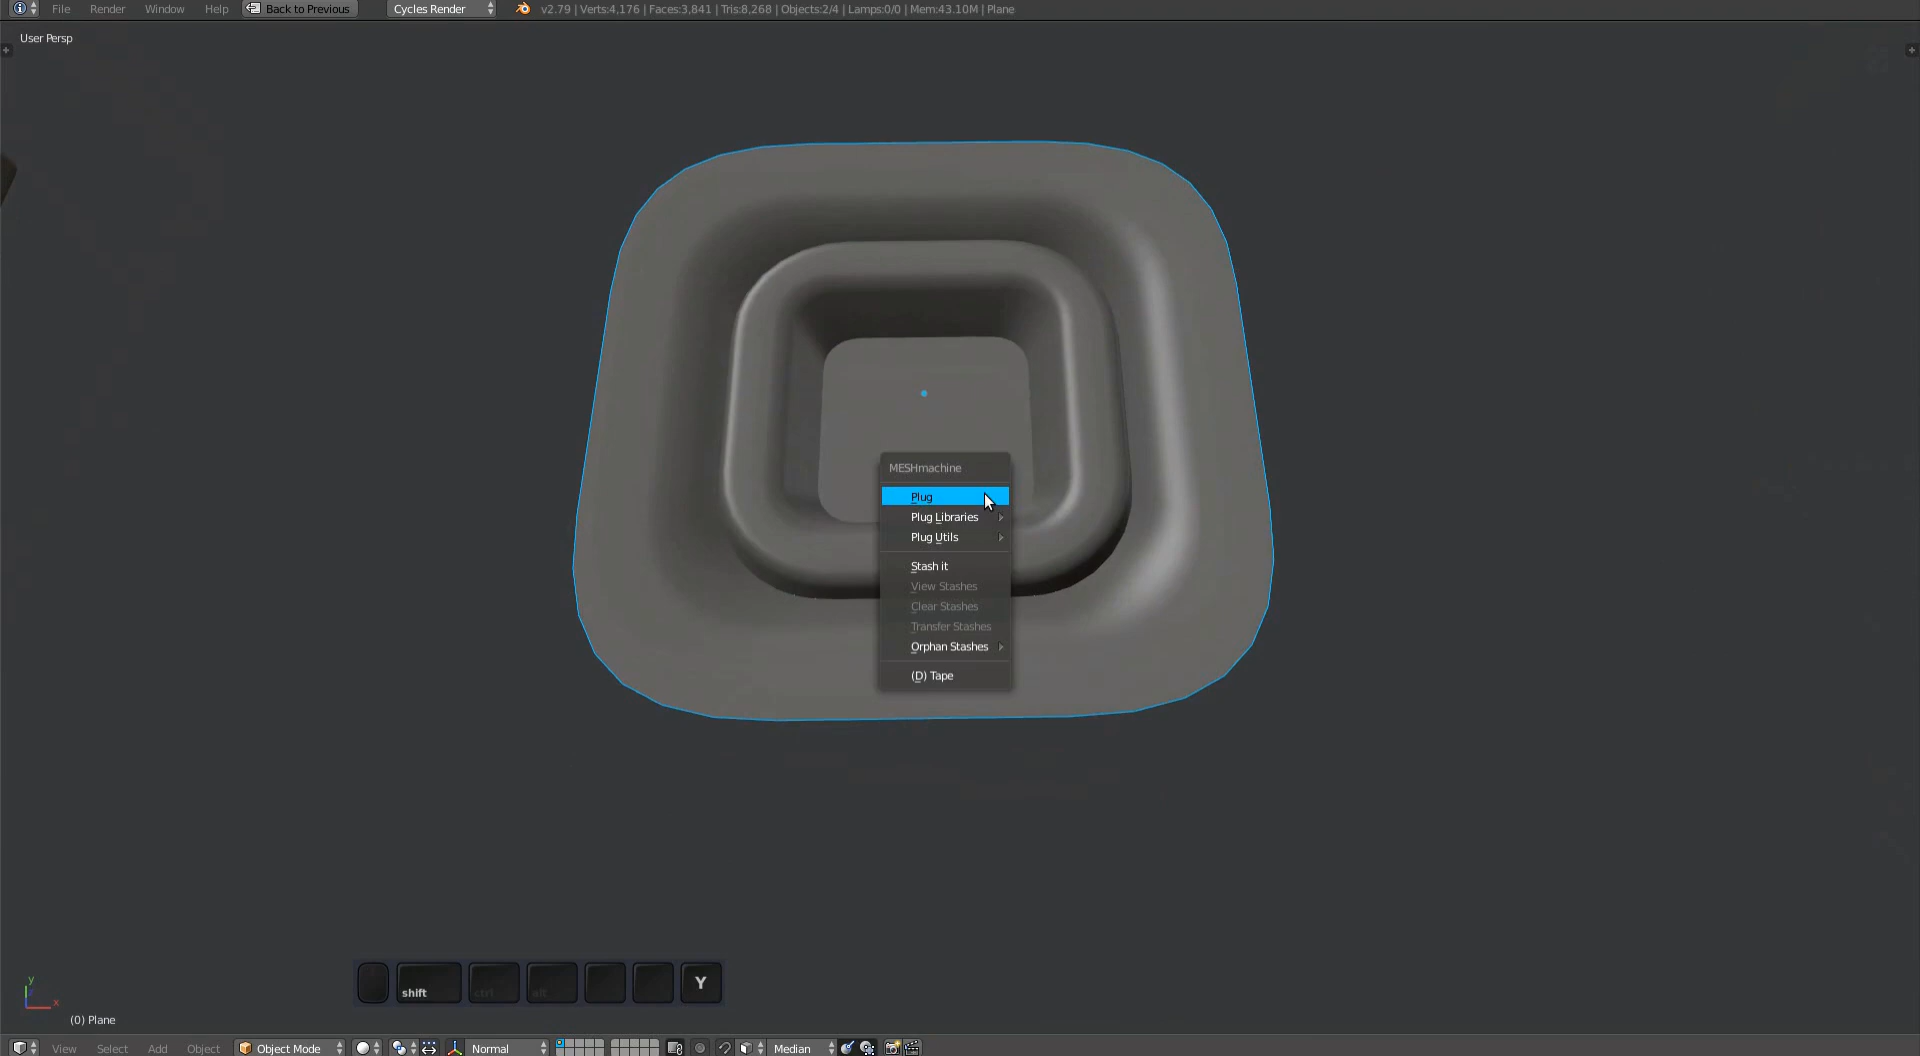 File Render Window Help Back to Previous Cycles Render v2.79 | Verts:4,176 | Faces:3,841 | Tris:8,268 | Objects:2/4 | Lamps:0/0 | Mem:43.10M | Plane
User Persp
MESHmachine
Plug
Plug Libraries
Plug Utils
Stash it
View Stashes
Clear Stashes
Transfer Stashes
Orphan Stashes
(D) Tape
shift ctrl alt Y
y
x
(0) Plane
View Select Add Object Object Mode Normal Median